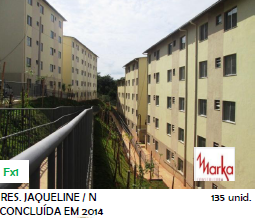 Marka
Fx1
RES. JAQUELINE / N
135 unid.
CONCLUÍDA EM 2014